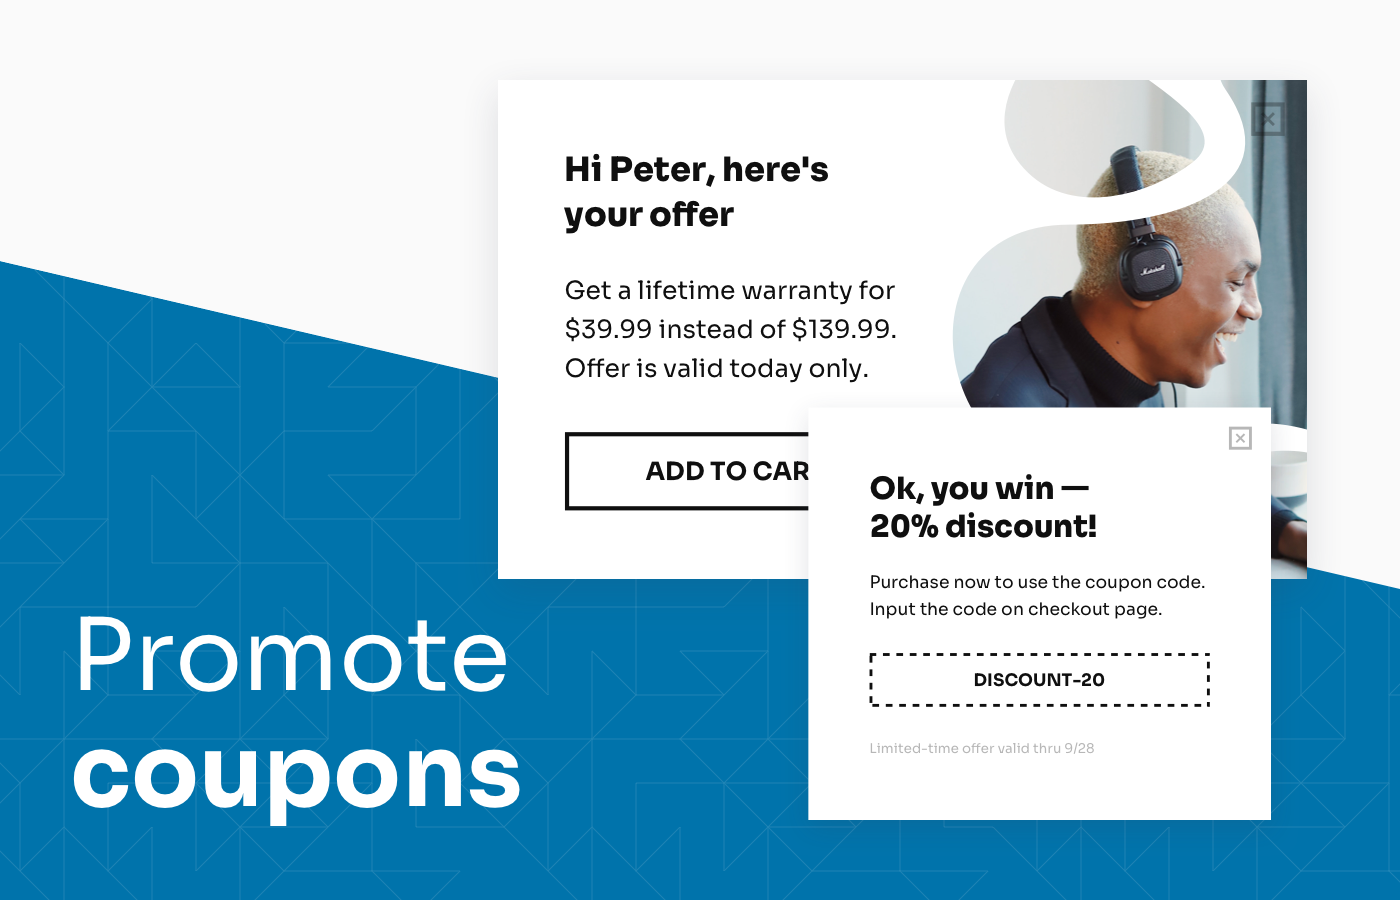 Hi Peter, here's
your offer
Get a lifetime warranty for
$39.99 instead of $139.99.
Offer is valid today only.
ADD TO CAR
Marshall
Ok, you win —
20% discount!
Purchase now to use the coupon code.
Input the code on checkout page.
DISCOUNT-20
Limited-time offer valid thru 9/28
Promote
coupons